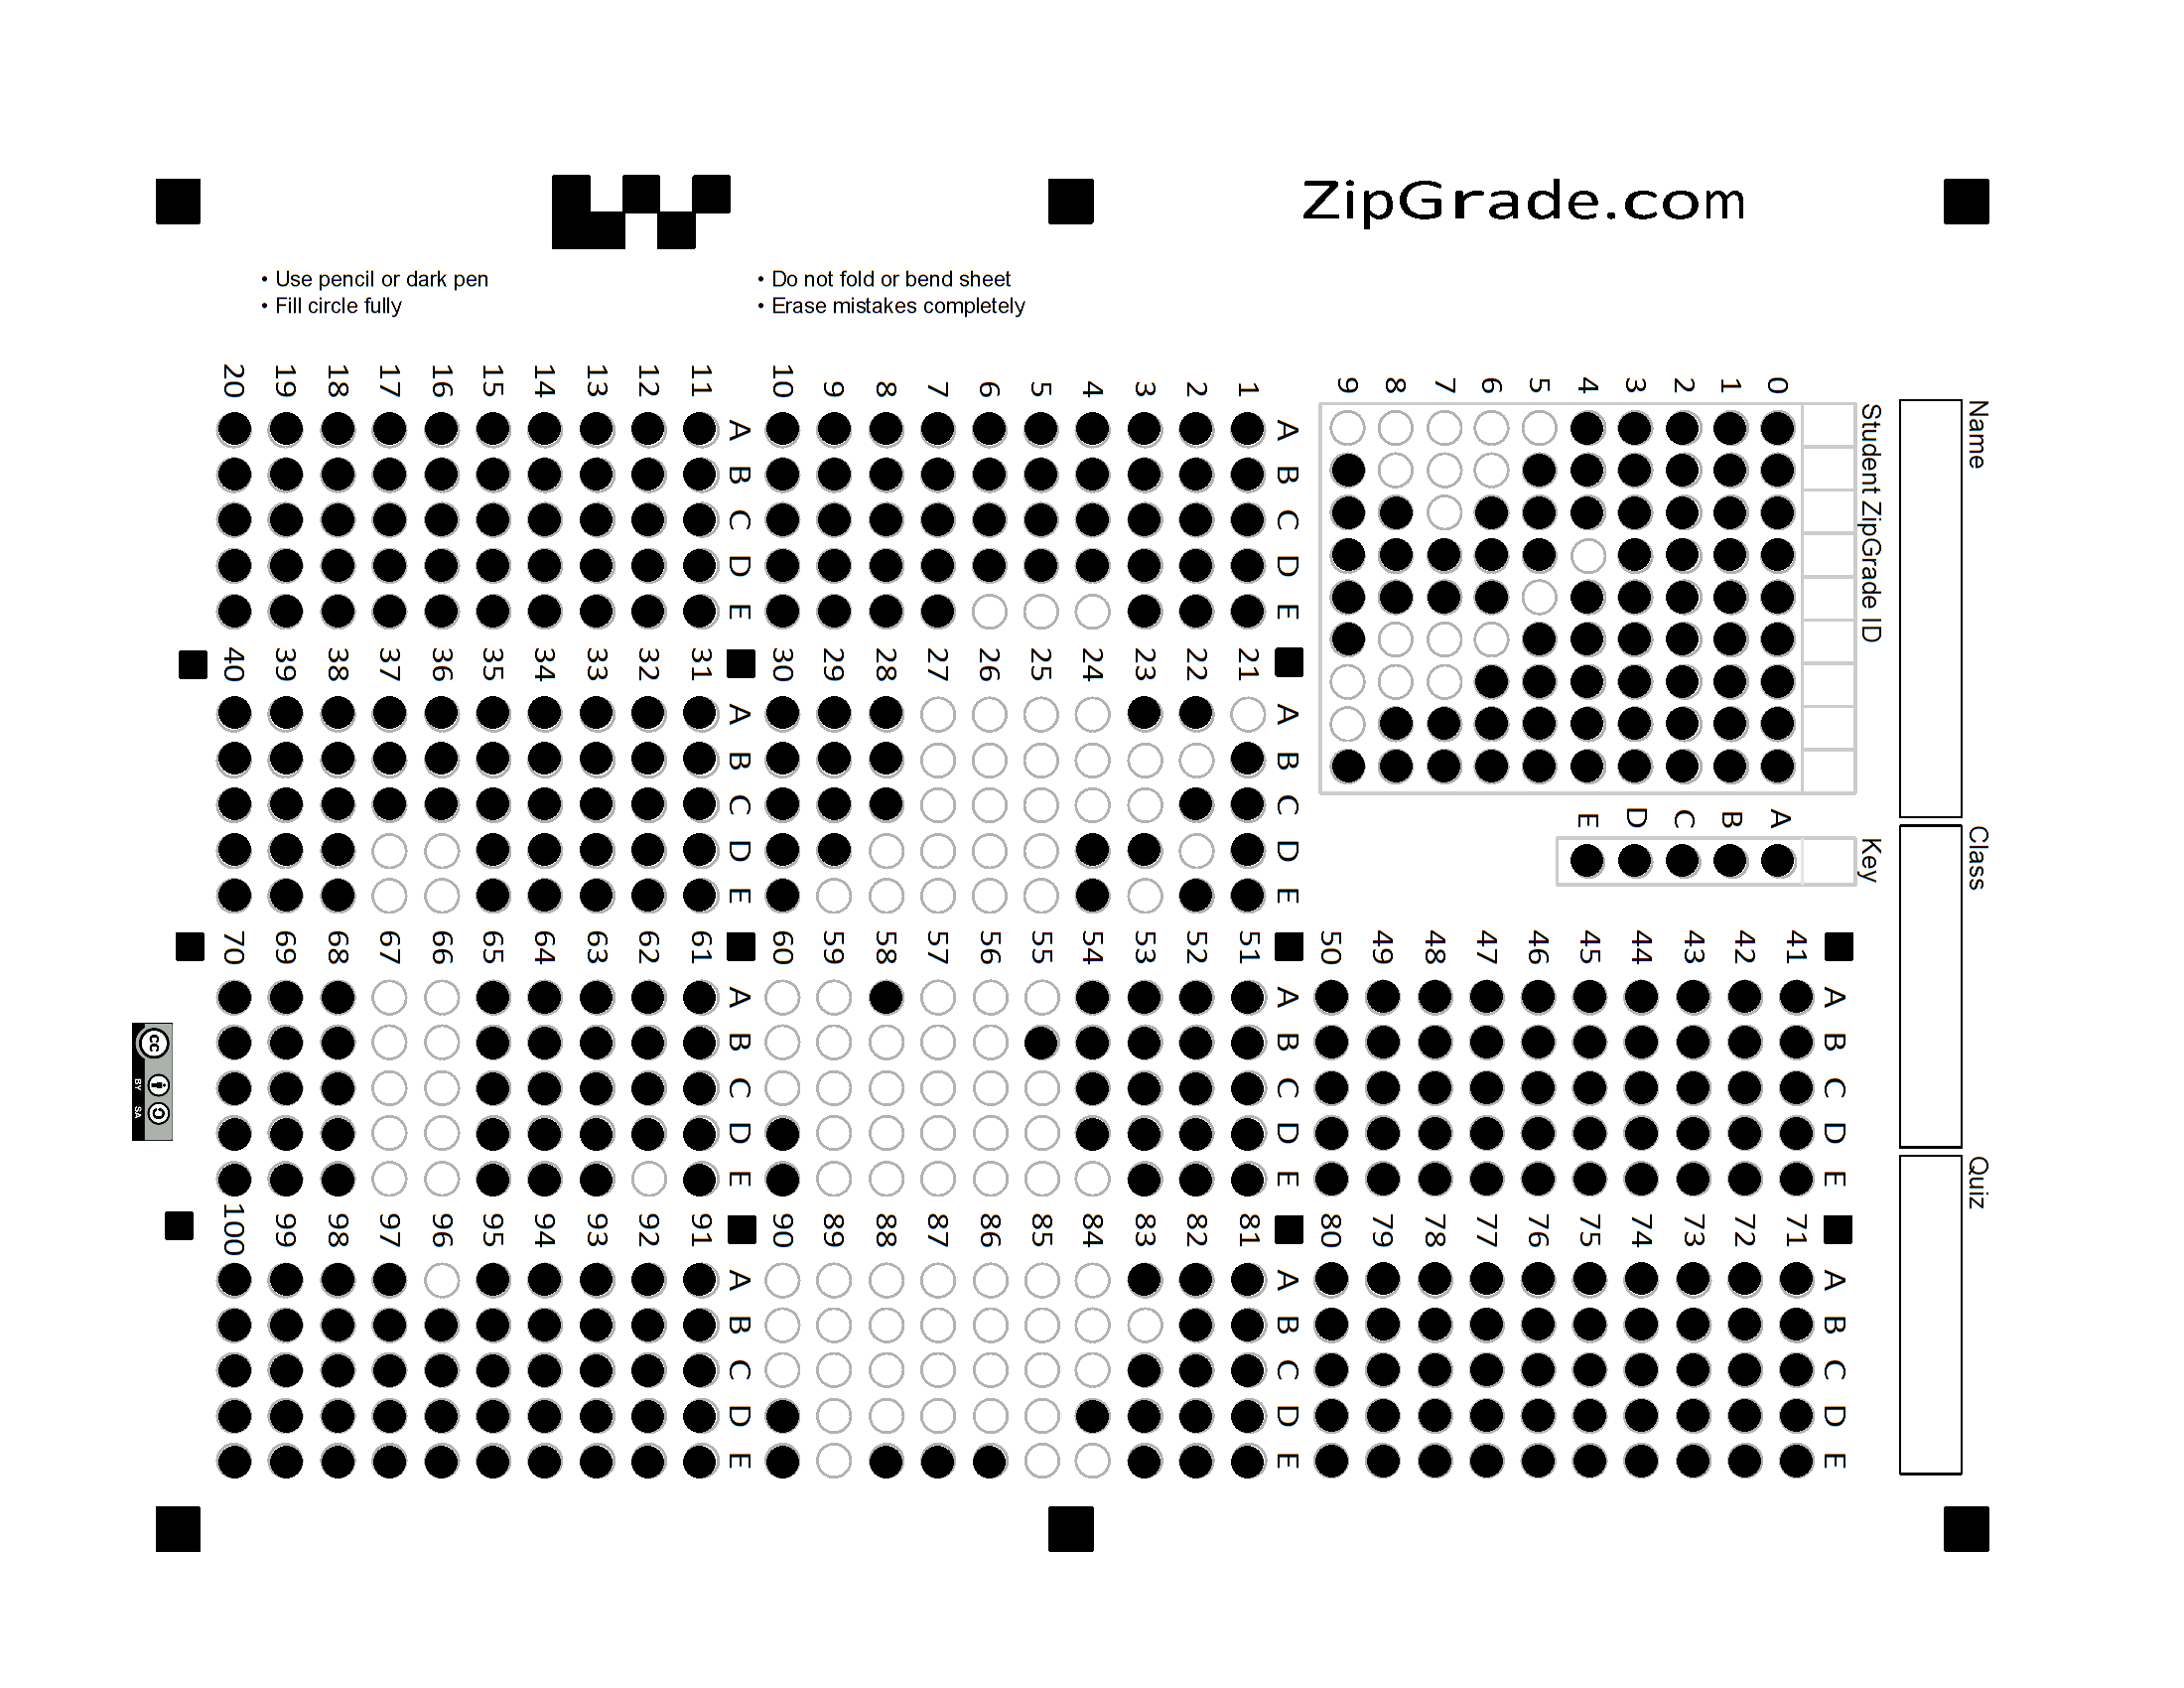 ZipGrade.com
• Use pencil or dark pen
• Fill circle fully
• Do not fold or bend sheet
• Erase mistakes completely
Name
Class
Quiz
Student ZipGrade ID
0 1 2 3 4 5 6 7 8 9
Key
A B C D E
A B C D E
1 2 3 4 5 6 7 8 9 10
A B C D E
11 12 13 14 15 16 17 18 19 20
A B C D E
21 22 23 24 25 26 27 28 29 30
A B C D E
31 32 33 34 35 36 37 38 39 40
A B C D E
41 42 43 44 45 46 47 48 49 50
A B C D E
51 52 53 54 55 56 57 58 59 60
A B C D E
61 62 63 64 65 66 67 68 69 70
A B C D E
71 72 73 74 75 76 77 78 79 80
A B C D E
81 82 83 84 85 86 87 88 89 90
A B C D E
91 92 93 94 95 96 97 98 99 100
A B C D E
cc
BY SA